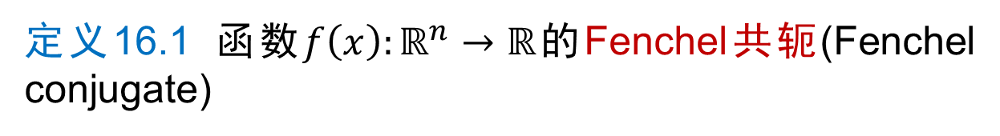 定义16.1 函数f(x): ℝⁿ → ℝ的Fenchel共轭(Fenchel
conjugate)